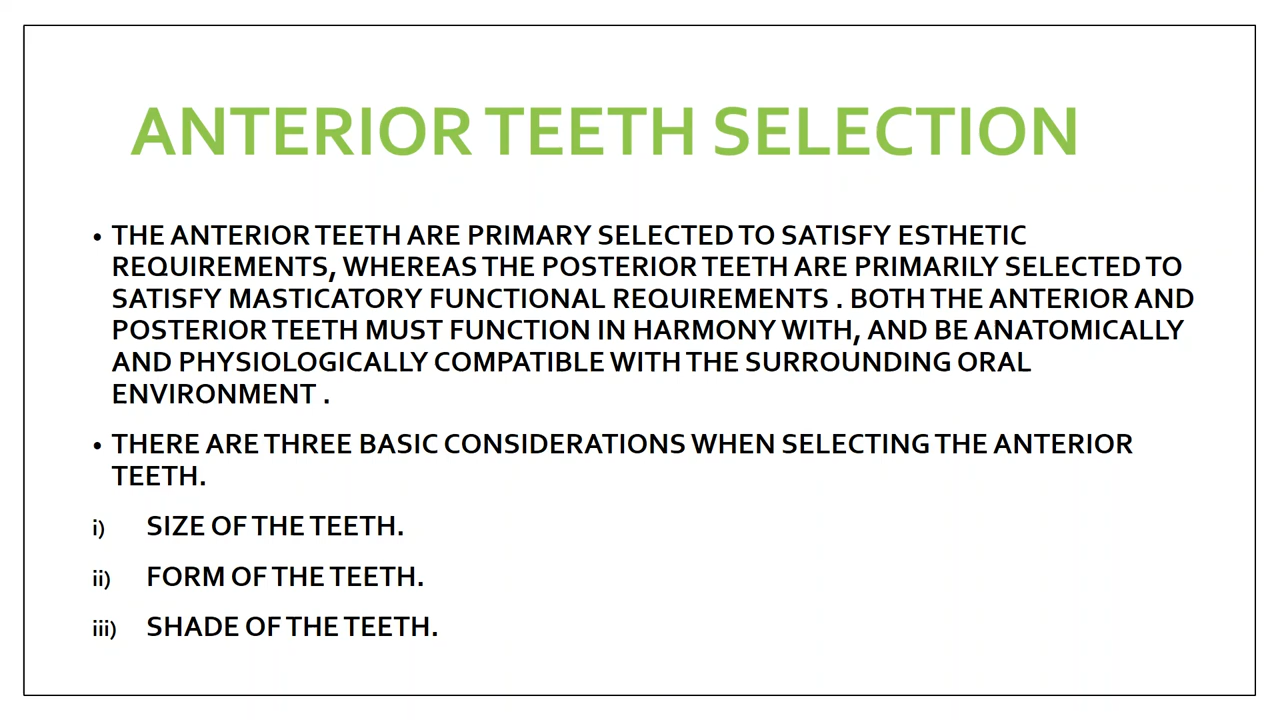 ANTERIOR TEETH SELECTION
• THE ANTERIOR TEETH ARE PRIMARY SELECTED TO SATISFY ESTHETIC
REQUIREMENTS, WHEREAS THE POSTERIOR TEETH ARE PRIMARILY SELECTED TO
SATISFY MASTICATORY FUNCTIONAL REQUIREMENTS . BOTH THE ANTERIOR AND
POSTERIOR TEETH MUST FUNCTION IN HARMONY WITH, AND BE ANATOMICALLY
AND PHYSIOLOGICALLY COMPATIBLE WITH THE SURROUNDING ORAL
ENVIRONMENT .
• THERE ARE THREE BASIC CONSIDERATIONS WHEN SELECTING THE ANTERIOR
TEETH.
i) SIZE OF THE TEETH.
ii) FORM OF THE TEETH.
iii) SHADE OF THE TEETH.